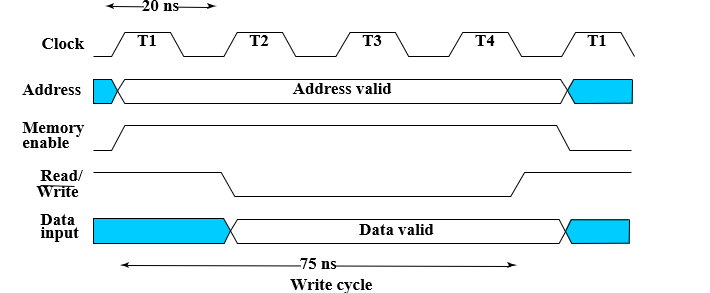 20 ns
Clock T1 T2 T3 T4 T1
Address Address valid
Memory
enable
Read/
Write
Data
input Data valid
75 ns
Write cycle